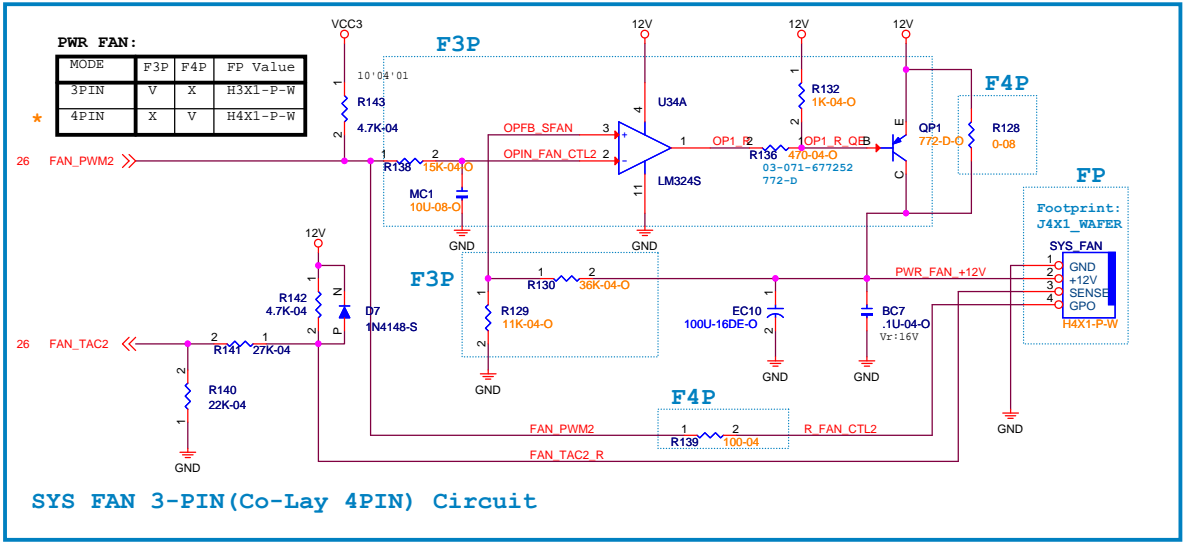 PWR FAN:
MODE F3P F4P FP Value
3PIN V X H3X1-P-W
* 4PIN X V H4X1-P-W
VCC3
10'04'01
1
R143
4.7K-04
2
F3P
12V
4
U34A
OPFB_SFAN 3 +
OPIN_FAN_CTL2 2 -
1
11
LM324S
GND
12V
1
R132
1K-04-O
2
OP1_R
R136
1
470-04-O
03-071-677252
772-D
OP1_R_QE
B
12V
E
QP1
772-D-O
C
F4P
R128
0-08
26 FAN_PWM2
1 2
R138 15K-04-O
MC1
10U-08-O
GND
FP
Footprint:
J4X1_WAFER
SYS_FAN
1 GND
2 +12V
3 SENSE
4 GPO
H4X1-P-W
PWR_FAN_+12V
12V
1
R142
4.7K-04
2
N
D7
1N4148-S
P
F3P
1 2
R130 36K-04-O
1
R129
11K-04-O
2
GND
1
EC10
100U-16DE-O
2
GND
BC7
.1U-04-O
Vr:16V
GND
GND
26 FAN_TAC2
2 1
R141 27K-04
2
R140
22K-04
1
GND
F4P
FAN_PWM2
1 2
R139 100-04
R_FAN_CTL2
FAN_TAC2_R
SYS FAN 3-PIN(Co-Lay 4PIN) Circuit